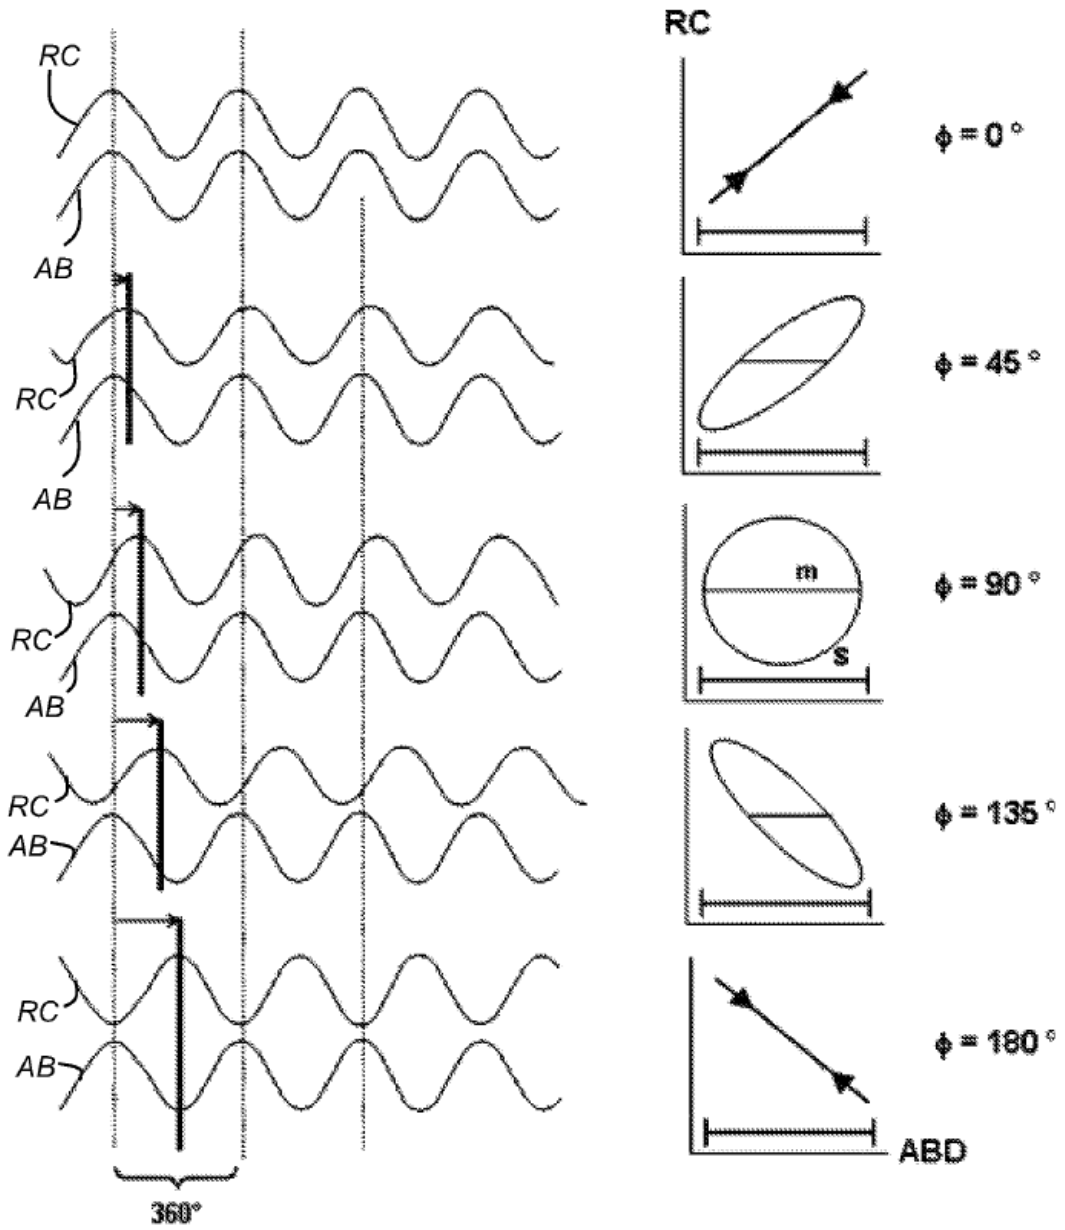 RC
RC
AB
ϕ = 0 °
RC
AB
ϕ = 45 °
RC
AB
m
s
ϕ = 90 °
RC
AB
ϕ = 135 °
RC
AB
ϕ = 180 °
ABD
360°